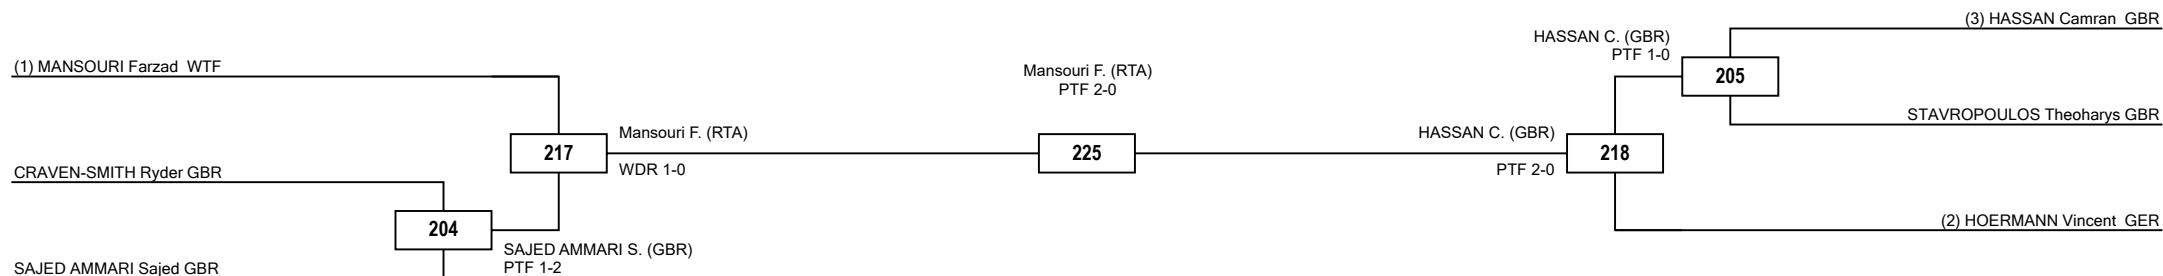 (3) HASSAN Camran GBR
HASSAN C. (GBR)
PTF 1-0
(1) MANSOURI Farzad WTF
Mansouri F. (RTA)
PTF 2-0
205
STAVROPOULOS Theoharys GBR
Mansouri F. (RTA)
HASSAN C. (GBR)
217
225
218
WDR 1-0
PTF 2-0
CRAVEN-SMITH Ryder GBR
(2) HOERMANN Vincent GER
204
SAJED AMMARI S. (GBR)
PTF 1-2
SAJED AMMARI Sajed GBR